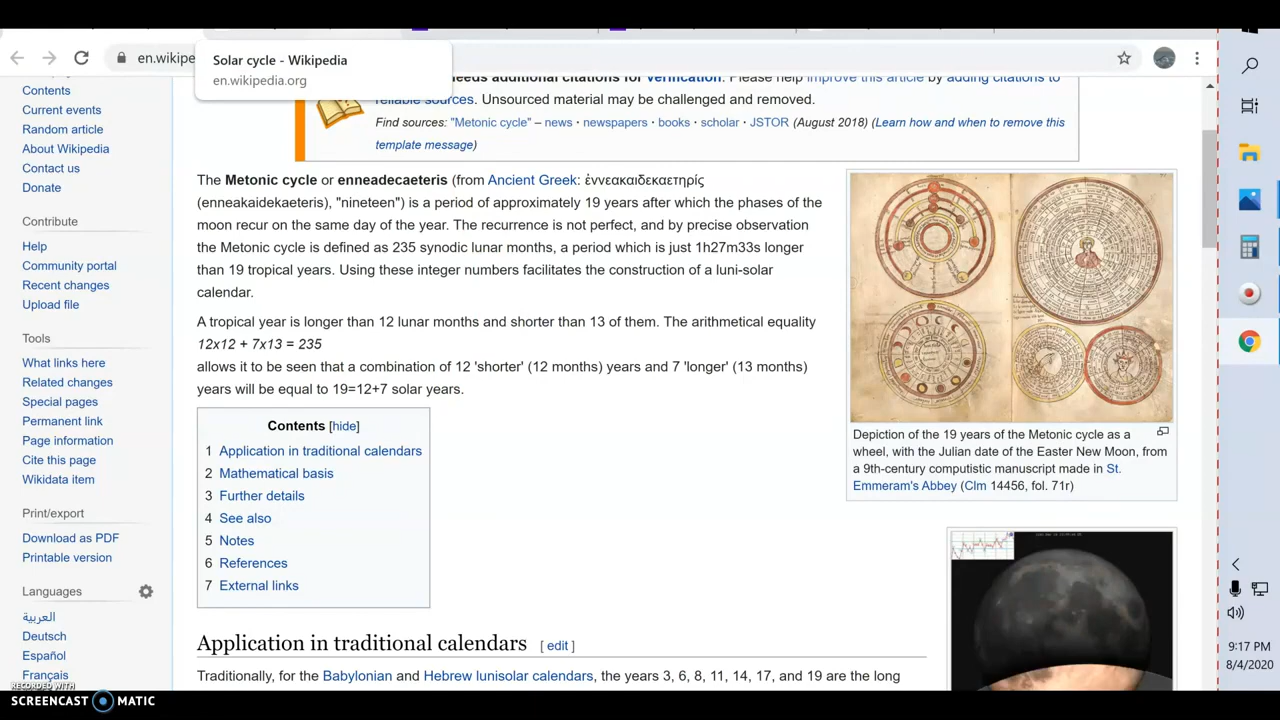 en.wikipe
Solar cycle - Wikipedia
en.wikipedia.org
Contents
Current events
Random article
About Wikipedia
Contact us
Donate
Contribute
Help
Community portal
Recent changes
Upload file
Tools
What links here
Related changes
Special pages
Permanent link
Page information
Cite this page
Wikidata item
Print/export
Download as PDF
Printable version
Languages
العربية
Deutsch
Español
Français
needs additional citations for verification. Please help improve this article by adding citations to
reliable sources. Unsourced material may be challenged and removed.
Find sources: "Metonic cycle" – news · newspapers · books · scholar · JSTOR (August 2018) (Learn how and when to remove this
template message)
The Metonic cycle or enneadecaeteris (from Ancient Greek: ἐννεακαιδεκαετηρίς
(enneakaidekaeteris), "nineteen") is a period of approximately 19 years after which the phases of the
moon recur on the same day of the year. The recurrence is not perfect, and by precise observation
the Metonic cycle is defined as 235 synodic lunar months a period which is just 1h27m33s longer
than 19 tropical years. Using these integer numbers facilitates the construction of a luni-solar
calendar.
A tropical year is longer than 12 lunar months and shorter than 13 of them. The arithmetical equality
12x12 + 7x13 = 235
allows it to be seen that a combination of 12 'shorter' (12 months) years and 7 'longer' (13 months)
years will be equal to 19=12+7 solar years.
Contents [hide]
1 Application in traditional calendars
2 Mathematical basis
3 Further details
4 See also
5 Notes
6 References
7 External links
Application in traditional calendars [ edit ]
Traditionally, for the Babylonian and Hebrew lunisolar calendars, the years 3, 6, 8, 11, 14, 17, and 19 are the long
Depiction of the 19 years of the Metonic cycle as a
wheel, with the Julian date of the Easter New Moon, from
a 9th-century computistic manuscript made in St.
Emmeram's Abbey (Clm 14456, fol. 71r)
9:17 PM
8/4/2020
RECORDED WITH
SCREENCAST MATIC